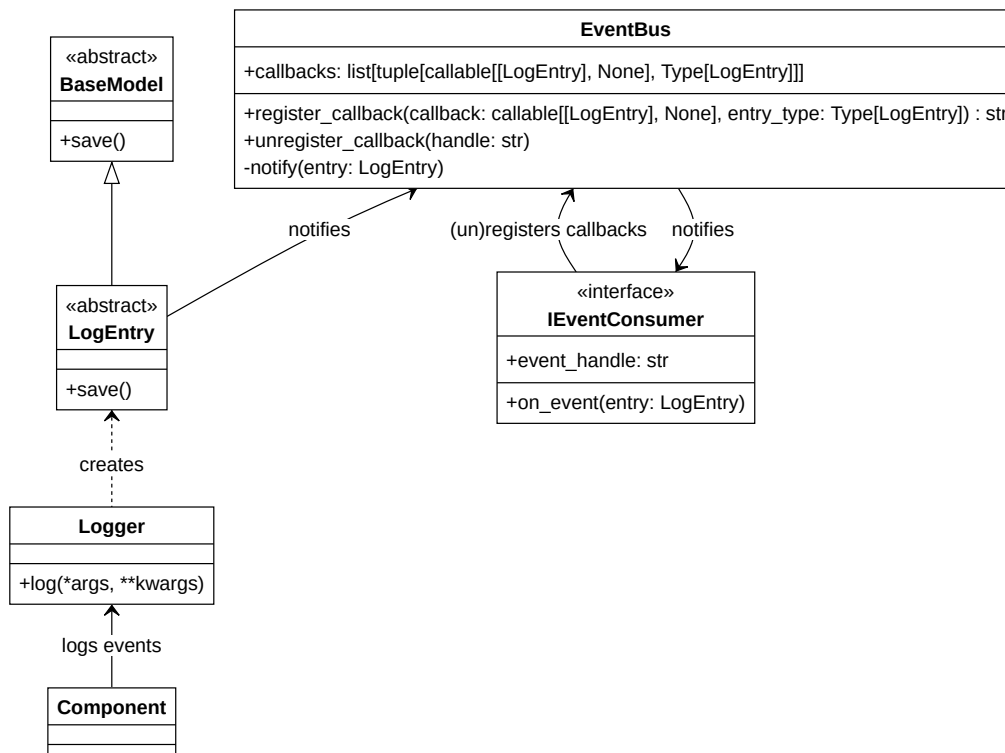 «abstract»
BaseModel
+save()
EventBus
+callbacks: list[tuple[callable[[LogEntry], None], Type[LogEntry]]]
+register_callback(callback: callable[[LogEntry], None], entry_type: Type[LogEntry]) : str
+unregister_callback(handle: str)
-notify(entry: LogEntry)
notifies
(un)registers callbacks
notifies
«abstract»
LogEntry
+save()
«interface»
IEventConsumer
+event_handle: str
+on_event(entry: LogEntry)
creates
Logger
+log(*args, **kwargs)
logs events
Component